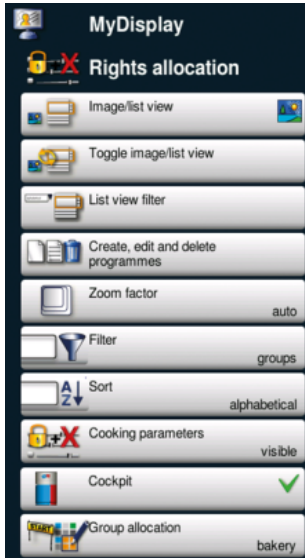 MyDisplay
Rights allocation
Image/list view
Toggle image/list view
List view filter
Create, edit and delete
programmes
Zoom factor
auto
Filter
groups
A
Z
Sort
alphabetical
Cooking parameters
visible
Cockpit
START
Group allocation
bakery